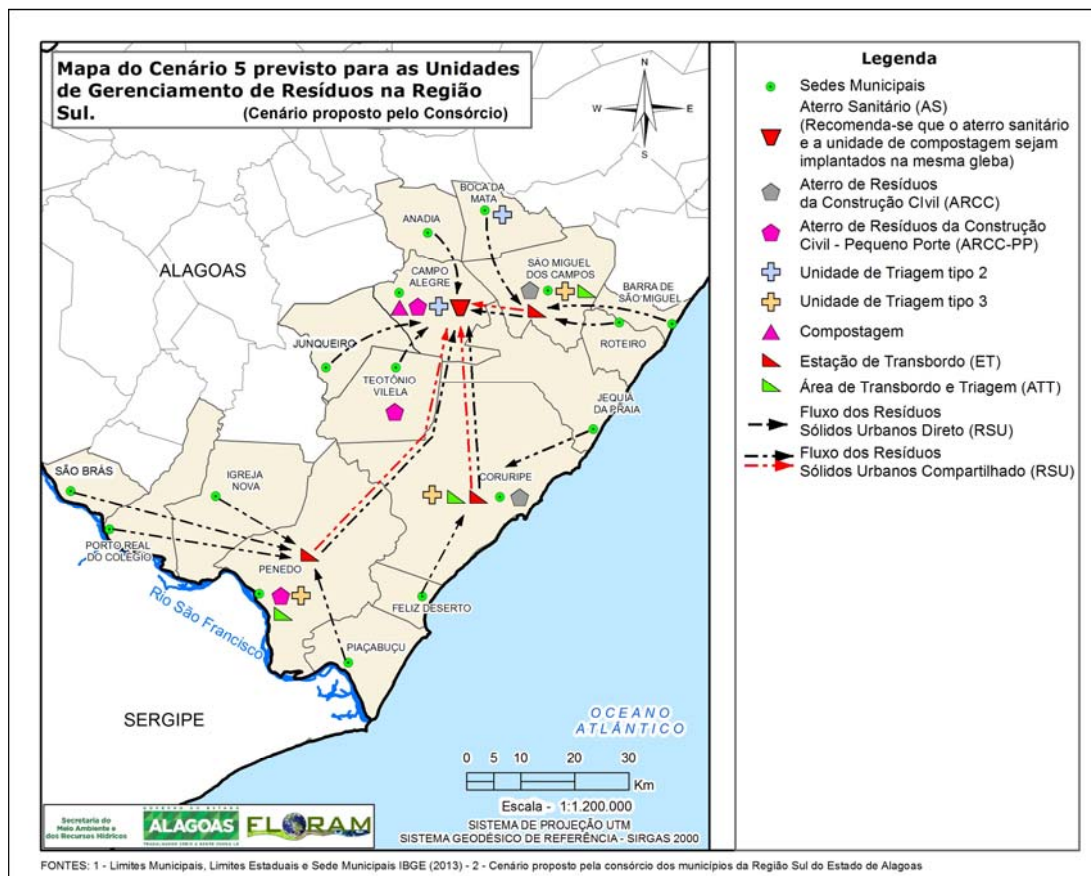 Mapa do Cenário 5 previsto para as Unidades
de Gerenciamento de Resíduos na Região
Sul. (Cenário proposto pelo Consórcio)
N
W E
S
ALAGOAS
BOCA DA
MATA
ANADIA
CAMPO
ALEGRE
SÃO MIGUEL
DOS CAMPOS
BARRA DE
SÃO MIGUEL
ROTEIRO
JUNQUEIRO
TEOTÔNIO
VILELA
JEQUIÁ
DA PRAIA
SÃO BRÁS
IGREJA
NOVA
CORURIPE
PORTO REAL
DO COLÉGIO
PENEDO
FELIZ DESERTO
Rio São Francisco
PIAÇABUÇU
SERGIPE
OCEANO
ATLÂNTICO
0 5 10 20 30
Km
Escala - 1:1.200.000
SISTEMA DE PROJEÇÃO UTM
SISTEMA GEODÉSICO DE REFERÊNCIA - SIRGAS 2000
Secretaria do
Meio Ambiente e
dos Recursos Hídricos
GOVERNO DO ESTADO
ALAGOAS
FLORAM
Legenda
Sedes Municipais
Aterro Sanitário (AS)
(Recomenda-se que o aterro sanitário
e a unidade de compostagem sejam
implantados na mesma gleba)
Aterro de Resíduos
da Construção CIvil (ARCC)
Aterro de Resíduos da Construção
Civil - Pequeno Porte (ARCC-PP)
Unidade de Triagem tipo 2
Unidade de Triagem tipo 3
Compostagem
Estação de Transbordo (ET)
Área de Transbordo e Triagem (ATT)
Fluxo dos Resíduos
Sólidos Urbanos Direto (RSU)
Fluxo dos Resíduos
Sólidos Urbanos Compartilhado (RSU)
FONTES: 1 - Limites Municipais, Limites Estaduais e Sede Municipais IBGE (2013) - 2 - Cenário proposto pela consórcio dos municípios da Região Sul do Estado de Alagoas